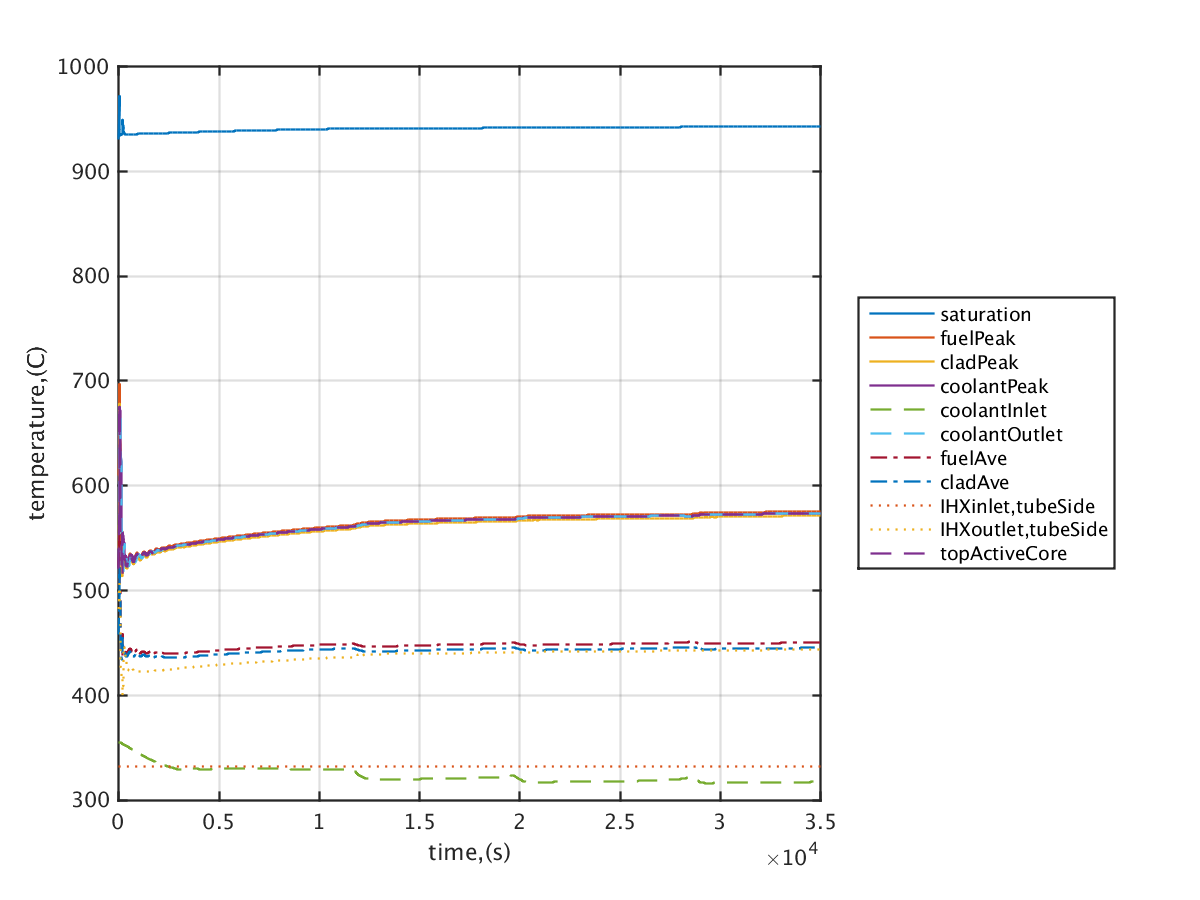 1000
900
800
700
600
500
400
300
temperature,(C)
0 0.5 1 1.5 2 2.5 3 3.5
time,(s)
×10^4
saturation
fuelPeak
cladPeak
coolantPeak
coolantInlet
coolantOutlet
fuelAve
cladAve
IHXinlet,tubeSide
IHXoutlet,tubeSide
topActiveCore